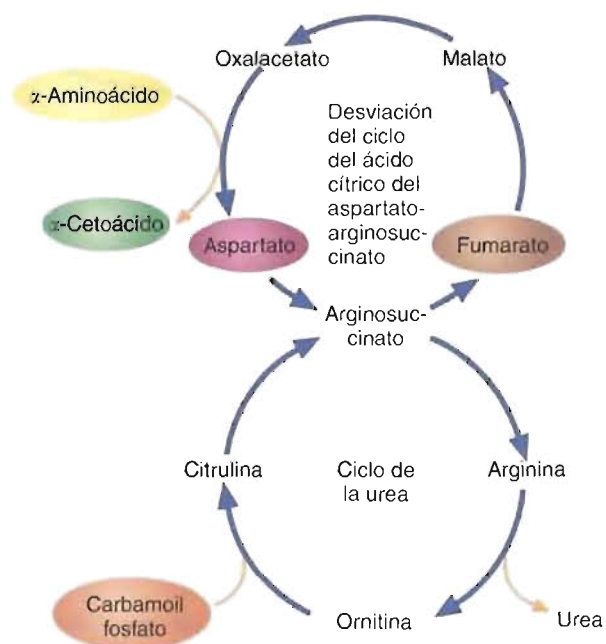 Oxalacetato
Malato
α-Aminoácido
Desviación
del ciclo
del ácido
cítrico del
aspartato-
arginosuc-
cinato
α-Cetoácido
Aspartato
Fumarato
Arginosuc-
cinato
Citrulina
Ciclo de
la urea
Arginina
Carbamoil
fosfato
Ornitina
Urea